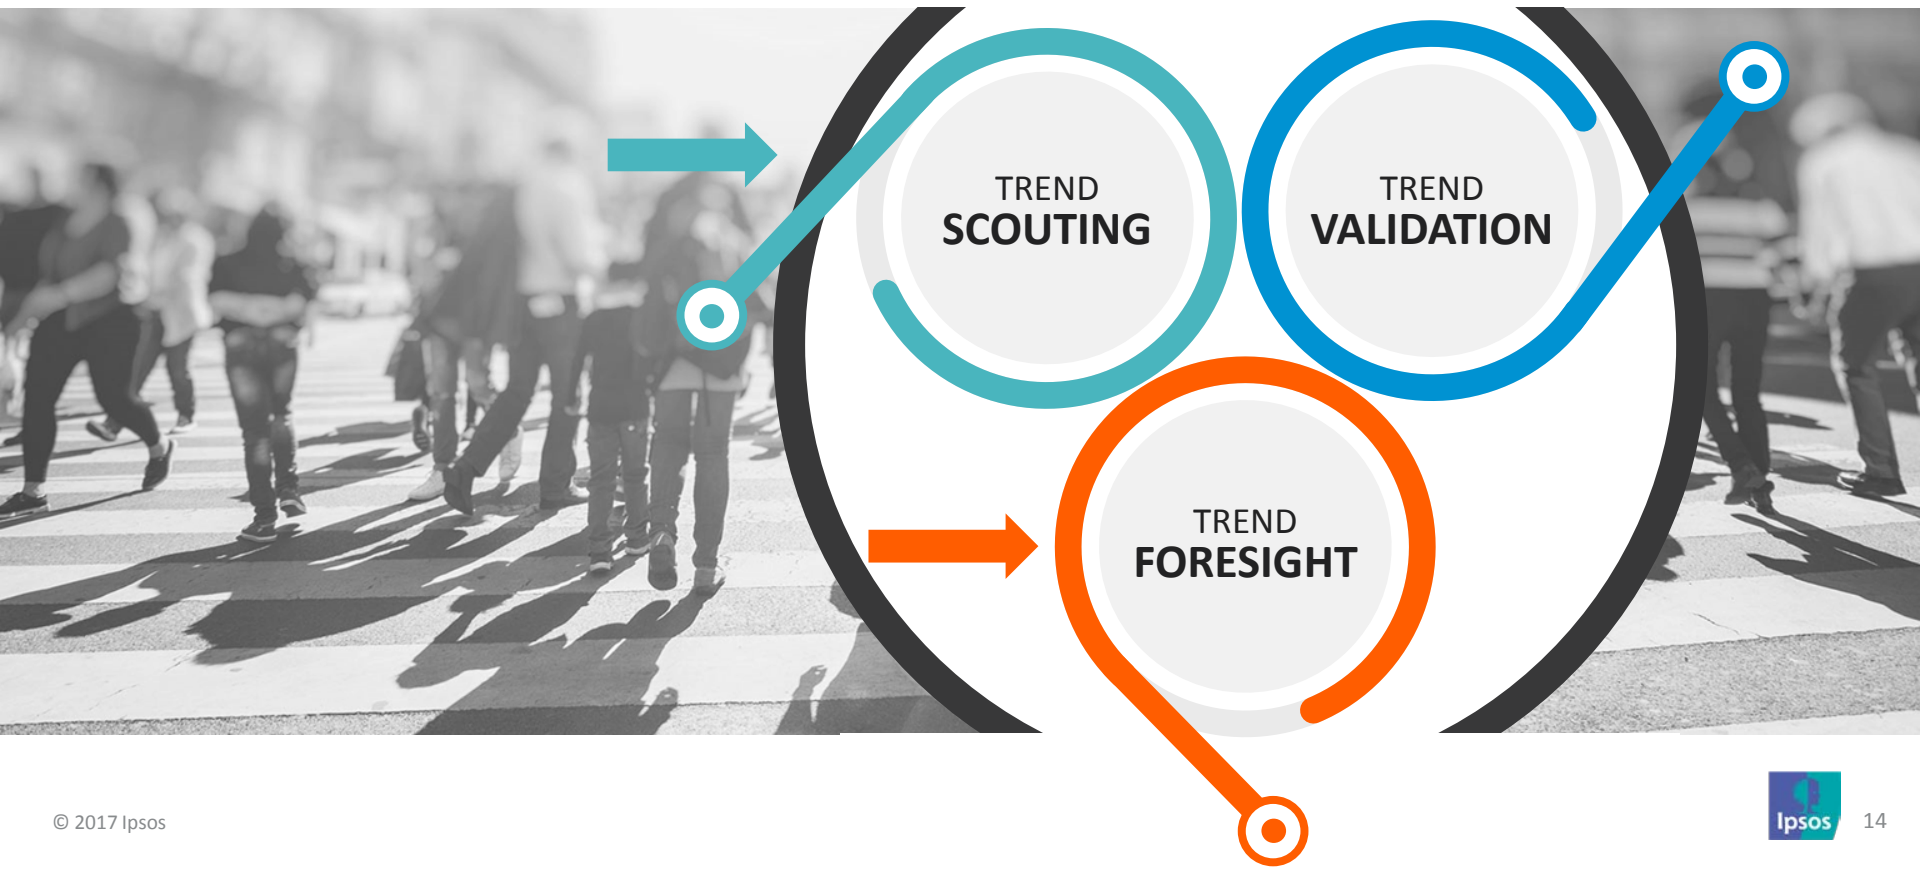 TREND
SCOUTING
TREND
VALIDATION
TREND
FORESIGHT
© 2017 Ipsos
Ipsos
14